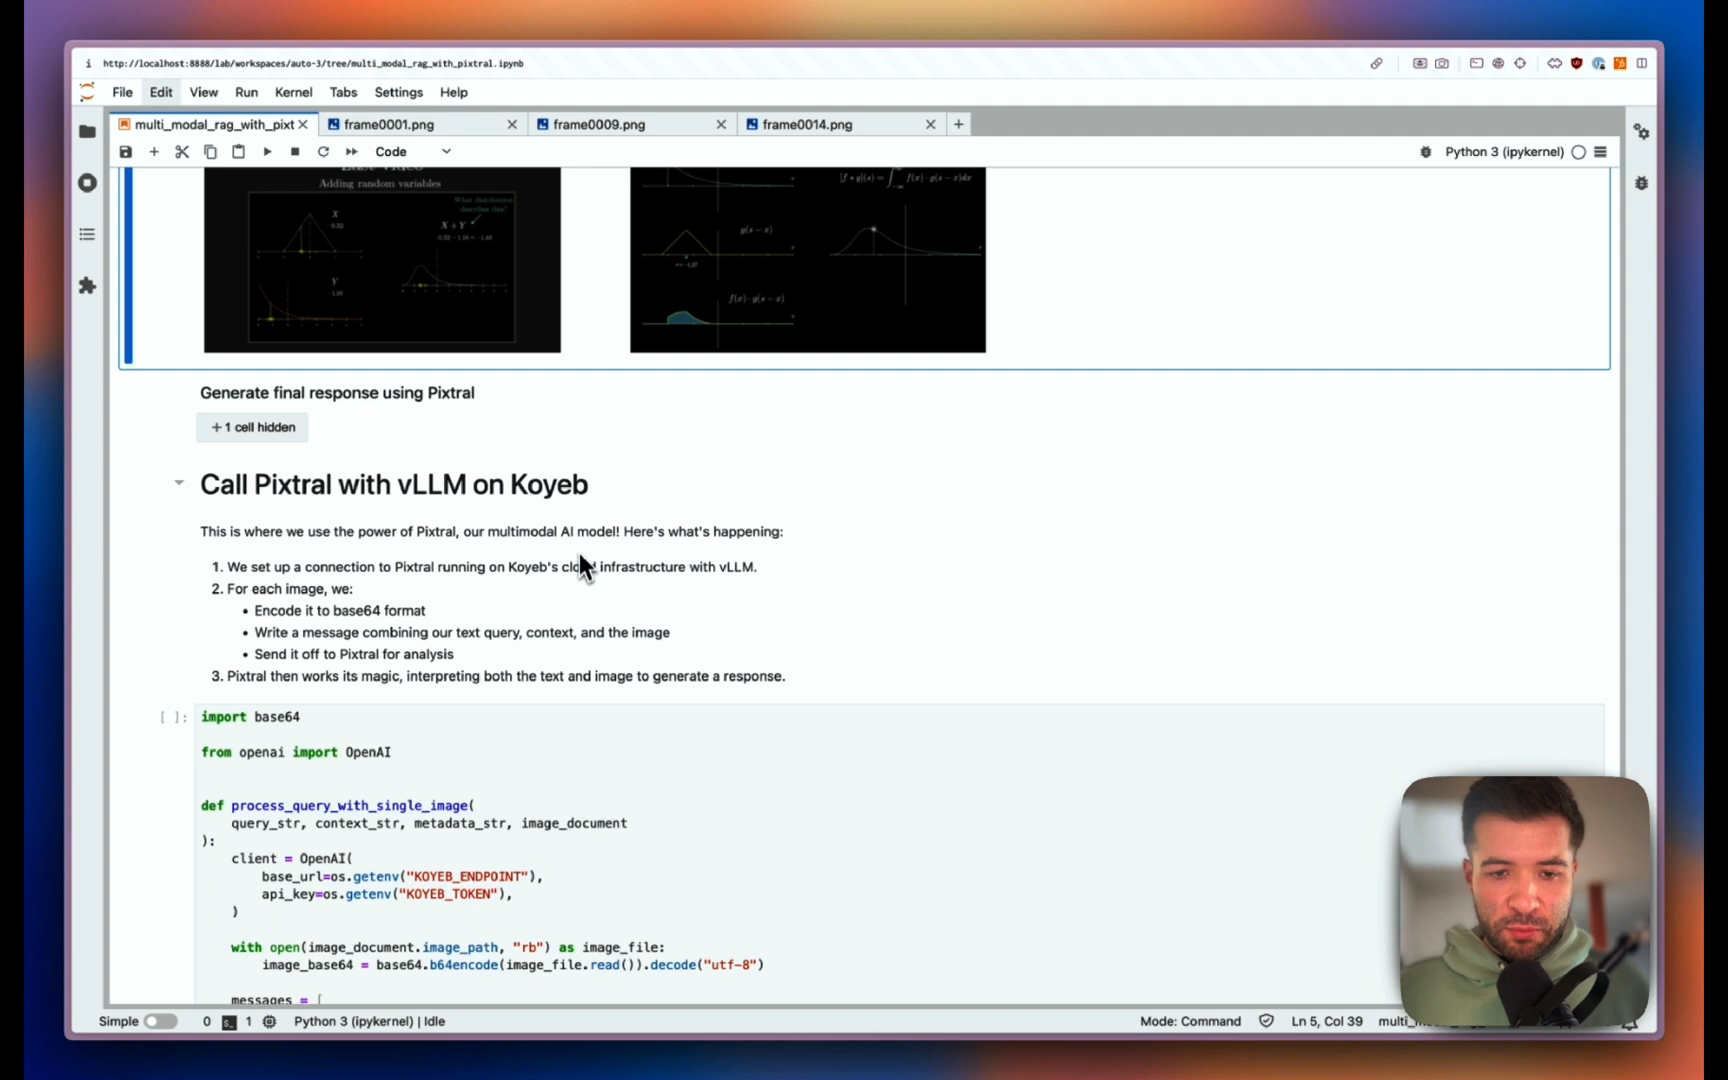 http://localhost:8888/lab/workspaces/auto-3/tree/multi_modal_rag_with_pixtral.ipynb
File Edit View Run Kernel Tabs Settings Help
multi_modal_rag_with_pixt
frame0001.png
frame0009.png
frame0014.png
Code
Python 3 (ipykernel)
Adding random variables
What distribution
describes this?
X
X + Y
Y
[f * g](s) = ∫ f(x) · g(s − x)dx
g(s − x)
f(x) · g(s − x)
Generate final response using Pixtral
+ 1 cell hidden
Call Pixtral with vLLM on Koyeb
This is where we use the power of Pixtral, our multimodal AI model! Here's what's happening:
1. We set up a connection to Pixtral running on Koyeb's infrastructure with vLLM.
2. For each image, we:
• Encode it to base64 format
• Write a message combining our text query, context, and the image
• Send it off to Pixtral for analysis
3. Pixtral then works its magic, interpreting both the text and image to generate a response.
[ ]:
import base64
from openai import OpenAI
def process_query_with_single_image(
query_str, context_str, metadata_str, image_document
):
client = OpenAI(
base_url=os.getenv("KOYEB_ENDPOINT"),
api_key=os.getenv("KOYEB_TOKEN"),
)
with open(image_document.image_path, "rb") as image_file:
image_base64 = base64.b64encode(image_file.read()).decode("utf-8")
messages = [
Simple 0 1 Python 3 (ipykernel) | Idle
Mode: Command Ln 5, Col 39